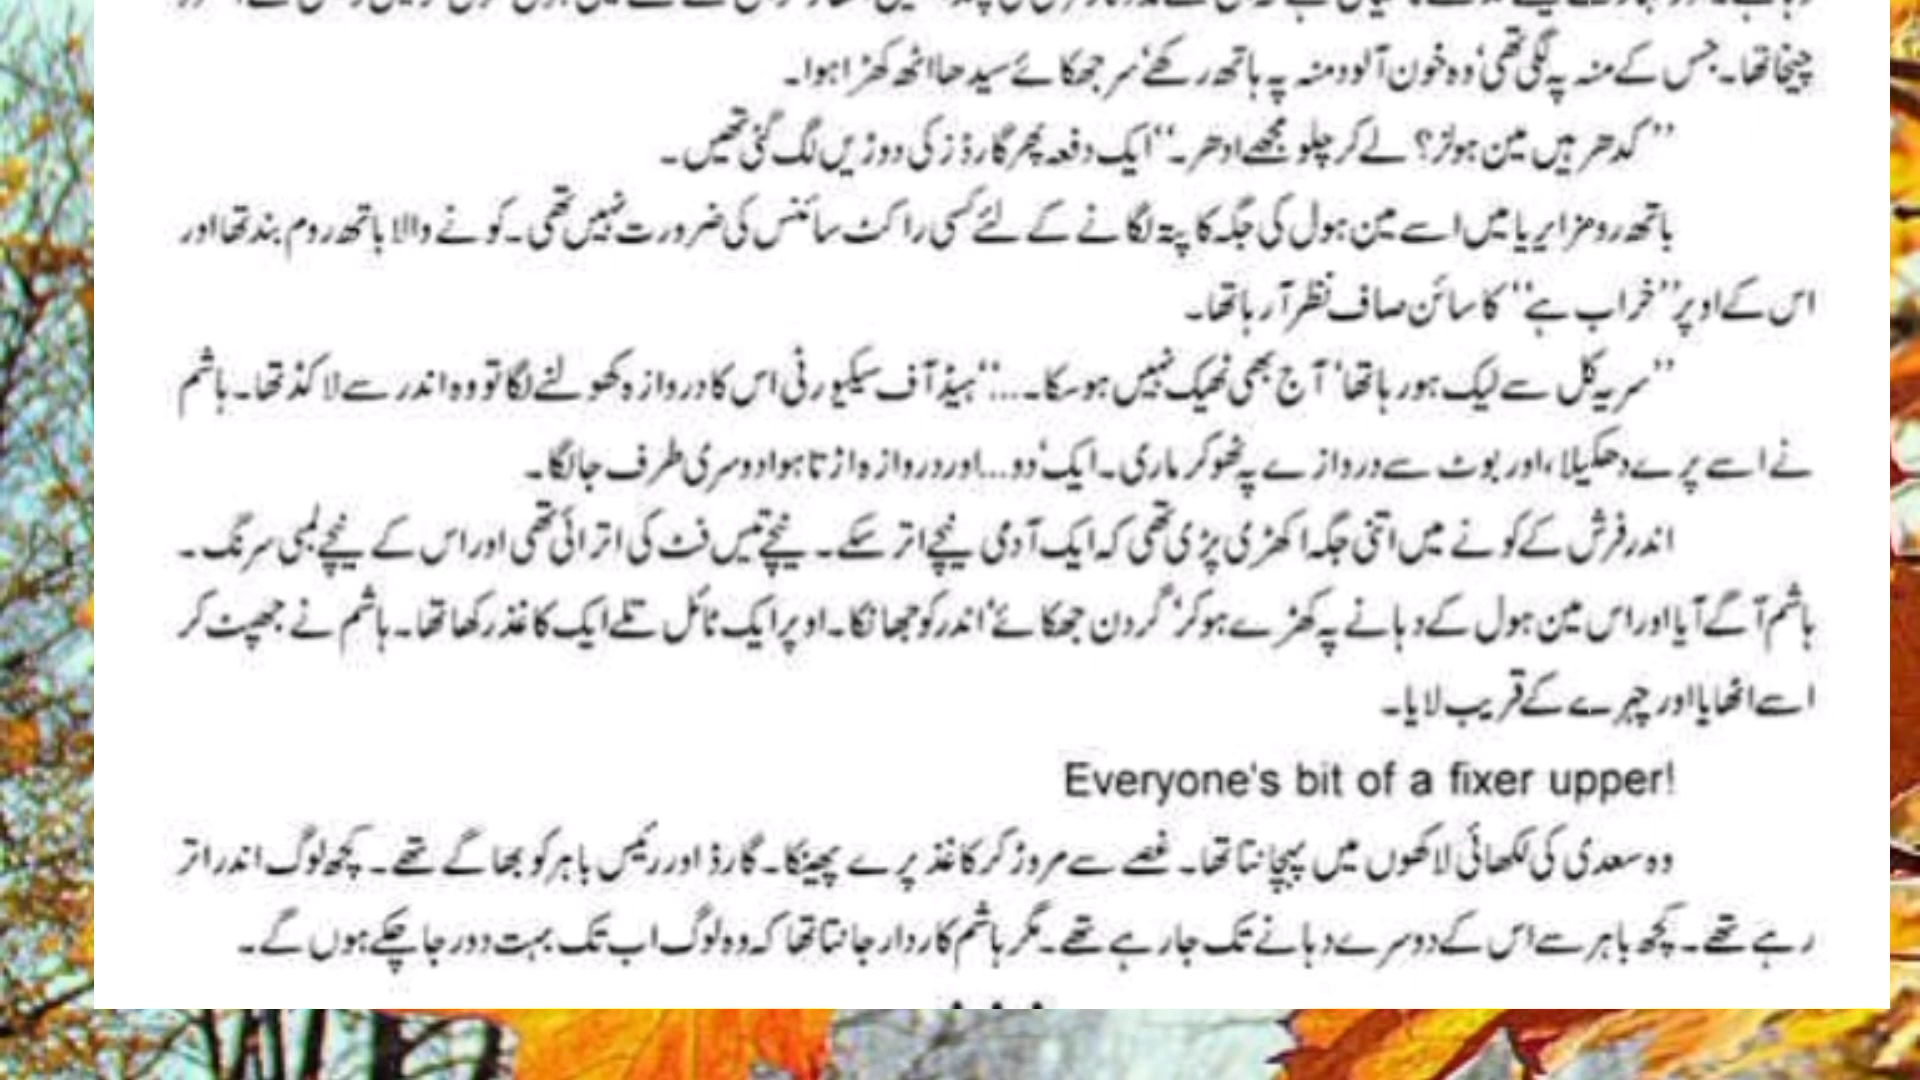 چیخا تھا۔ جس کے منہ پہ لگی تھی‘ وہ خون آلود منہ پہ ہاتھ رکھے‘ سر جھکائے سیدھا اٹھ کھڑا ہوا۔
’’کدھر ہیں مین ہولز؟ لے کر چلو مجھے ادھر۔‘‘ ایک دفعہ پھر گارڈز کی دوڑیں لگ گئی تھیں۔
باتھ رومز ایریا میں اسے مین ہول کی جگہ کا پتہ لگانے کے لئے کسی راکٹ سائنس کی ضرورت نہیں تھی۔ کونے والا باتھ روم بند تھا اور
اس کے اوپر ’’خراب ہے‘‘ کا سائن صاف نظر آ رہا تھا۔
’’سر یہ کل سے لیک ہو رہا تھا‘ آج بھی ٹھیک نہیں ہو سکا۔...‘‘ ہیڈ آف سیکیورٹی اس کا دروازہ کھولنے لگا تو وہ اندر سے لاکڈ تھا۔ ہاشم
نے اسے پرے دھکیلا، اور بوٹ سے دروازے پہ ٹھوکر ماری۔ ایک‘ دو...اور دروازہ اڑتا ہوا دوسری طرف جا لگا۔
اندر فرش کے کونے میں اتنی جگہ اکھڑی پڑی تھی کہ ایک آدمی نیچے اتر سکے۔ نیچے تیس فٹ کی اترائی تھی اور اس کے نیچے لمبی سرنگ۔
ہاشم آگے آیا اور اس مین ہول کے دہانے پہ کھڑے ہو کر‘ گردن جھکائے‘ اندر کو جھانکا۔ اوپر ایک ٹائل تلے ایک کاغذ رکھا تھا۔ ہاشم نے جھپٹ کر
اسے اٹھایا اور چہرے کے قریب لایا۔
Everyone's bit of a fixer upper!
وہ سعدی کی لکھائی لاکھوں میں پہچانتا تھا۔ غصے سے مروڑ کر کاغذ پرے پھینکا۔ گارڈ اور رئیس باہر کو بھاگے تھے۔ کچھ لوگ اندر اتر
رہے تھے۔ کچھ باہر سے اس کے دوسرے دہانے تک جا رہے تھے۔ مگر ہاشم کاردار جانتا تھا کہ وہ لوگ اب تک بہت دور جا چکے ہوں گے۔